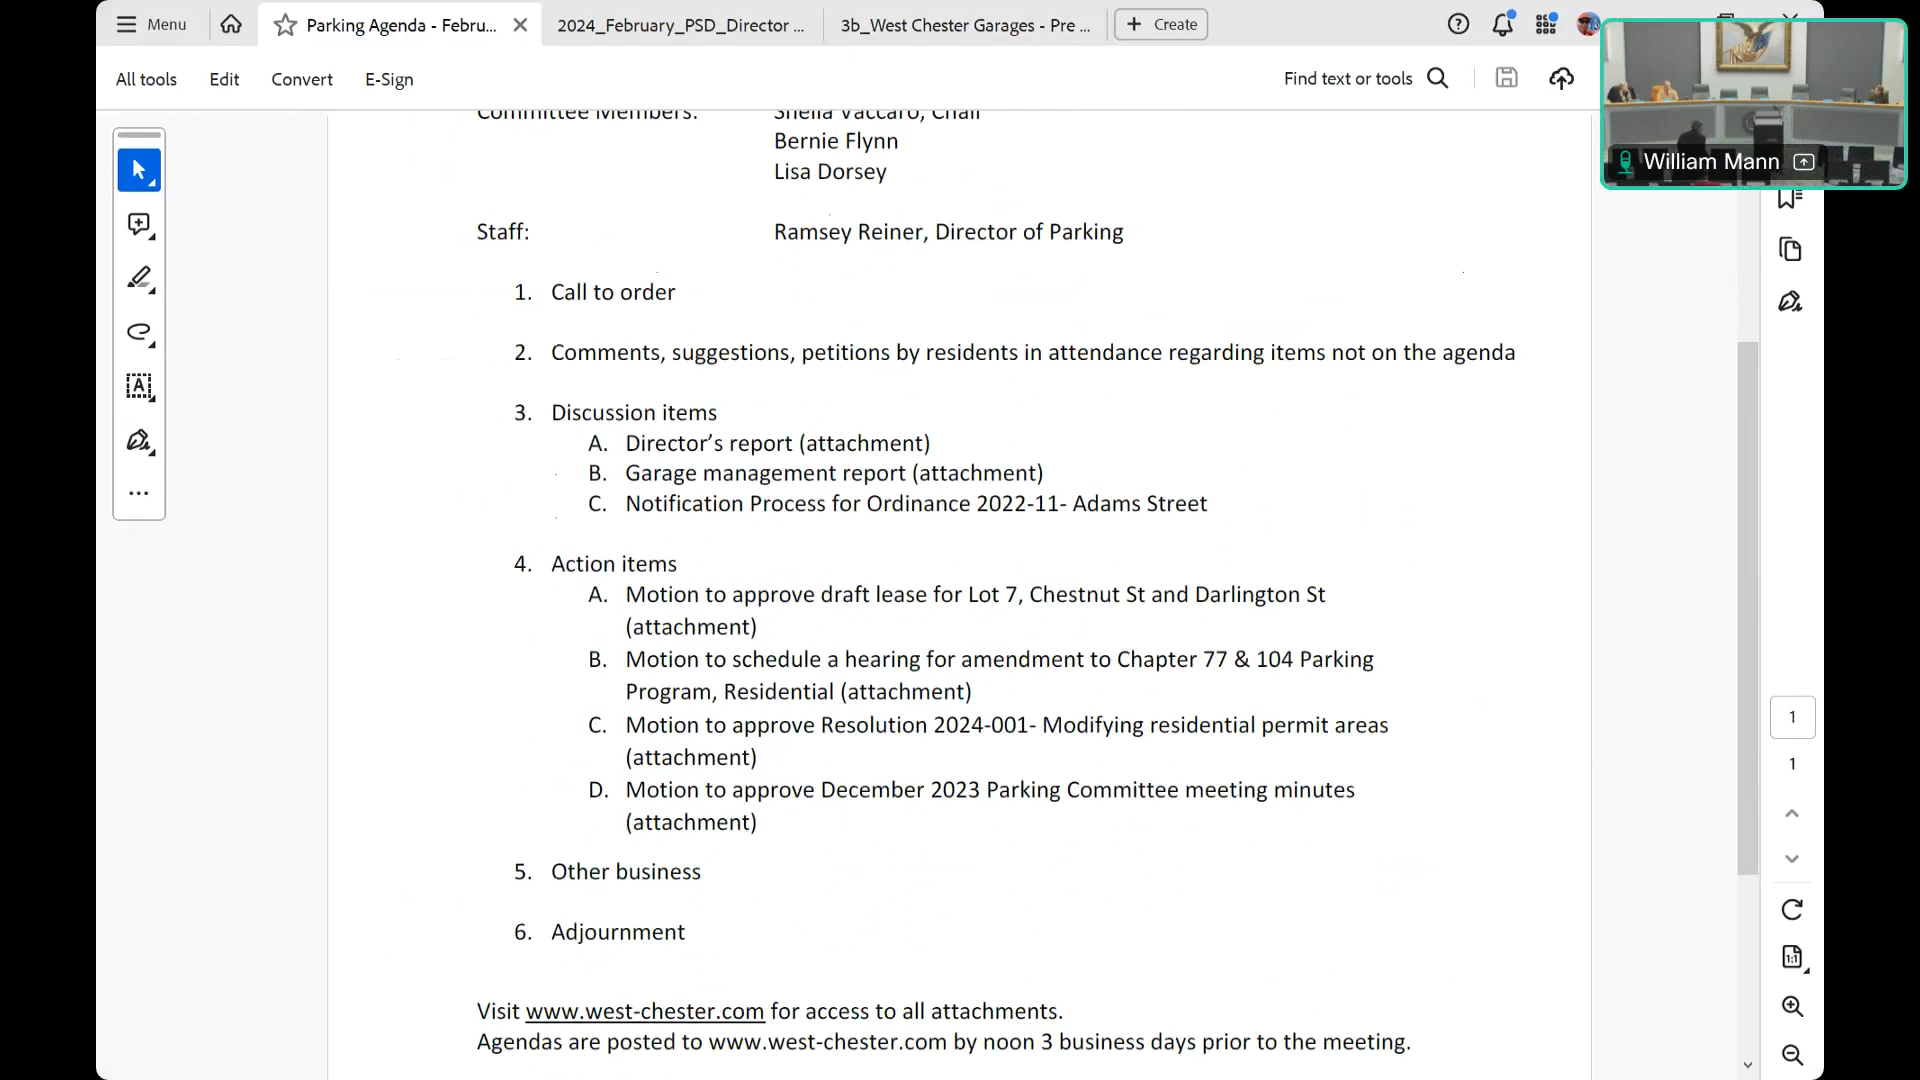 Menu
Parking Agenda - Febru...
2024_February_PSD_Director ...
3b_West Chester Garages - Pre ...
Create
All tools
Edit
Convert
E-Sign
Find text or tools
William Mann
Committee Members: Sheila Vaccaro, Chair
Bernie Flynn
Lisa Dorsey
Staff: Ramsey Reiner, Director of Parking
1. Call to order
2. Comments, suggestions, petitions by residents in attendance regarding items not on the agenda
3. Discussion items
A. Director’s report (attachment)
B. Garage management report (attachment)
C. Notification Process for Ordinance 2022-11- Adams Street
4. Action items
A. Motion to approve draft lease for Lot 7, Chestnut St and Darlington St
(attachment)
B. Motion to schedule a hearing for amendment to Chapter 77 & 104 Parking
Program, Residential (attachment)
C. Motion to approve Resolution 2024-001- Modifying residential permit areas
(attachment)
D. Motion to approve December 2023 Parking Committee meeting minutes
(attachment)
5. Other business
6. Adjournment
Visit www.west-chester.com for access to all attachments.
Agendas are posted to www.west-chester.com by noon 3 business days prior to the meeting.
1
1
1:1